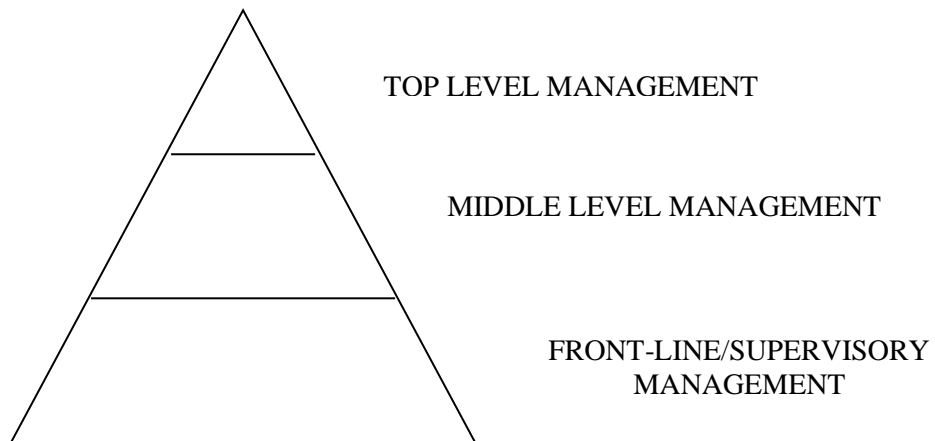 TOP LEVEL MANAGEMENT
MIDDLE LEVEL MANAGEMENT
FRONT-LINE/SUPERVISORY
MANAGEMENT